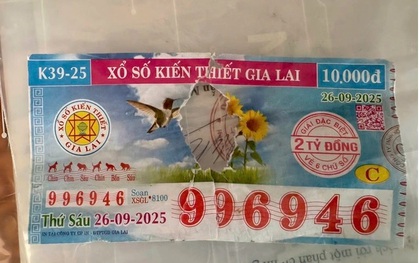 K39-25
XỔ SỐ KIẾN THIẾT GIA LAI
10,000đ
26-09-2025
XỔ SỐ KIẾN THIẾT
GIA LAI
GIẢI ĐẶC BIỆT
2 TỶ ĐỒNG
VÉ 6 CHỮ SỐ
C
996946
Soạn
XSGL
8100
996946
Thứ Sáu 26-09-2025